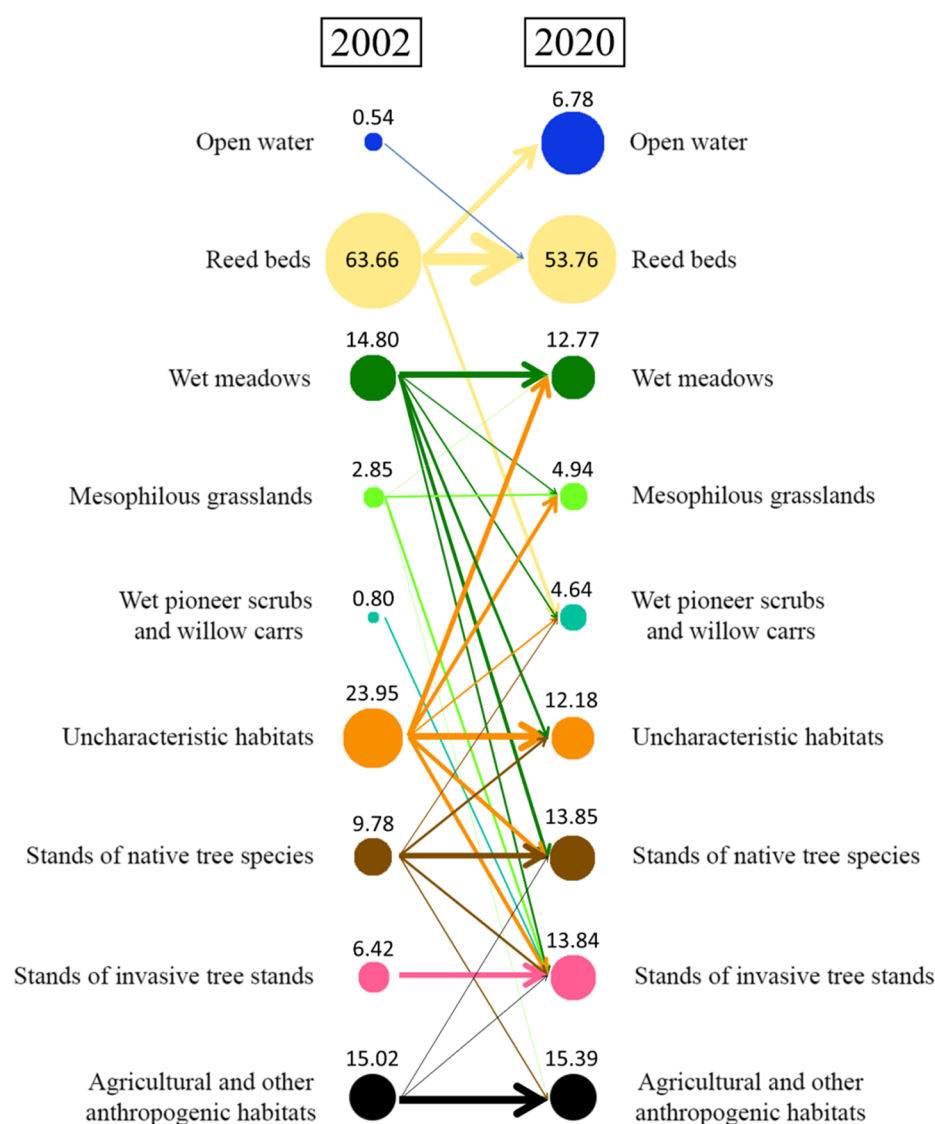 2002 2020
0.54 6.78
Open water Open water
Reed beds 63.66 53.76 Reed beds
14.80 12.77
Wet meadows Wet meadows
2.85 4.94
Mesophilous grasslands Mesophilous grasslands
0.80 4.64
Wet pioneer scrubs Wet pioneer scrubs
and willow carrs and willow carrs
23.95 12.18
Uncharacteristic habitats Uncharacteristic habitats
9.78 13.85
Stands of native tree species Stands of native tree species
6.42 13.84
Stands of invasive tree stands Stands of invasive tree stands
15.02 15.39
Agricultural and other Agricultural and other
anthropogenic habitats anthropogenic habitats